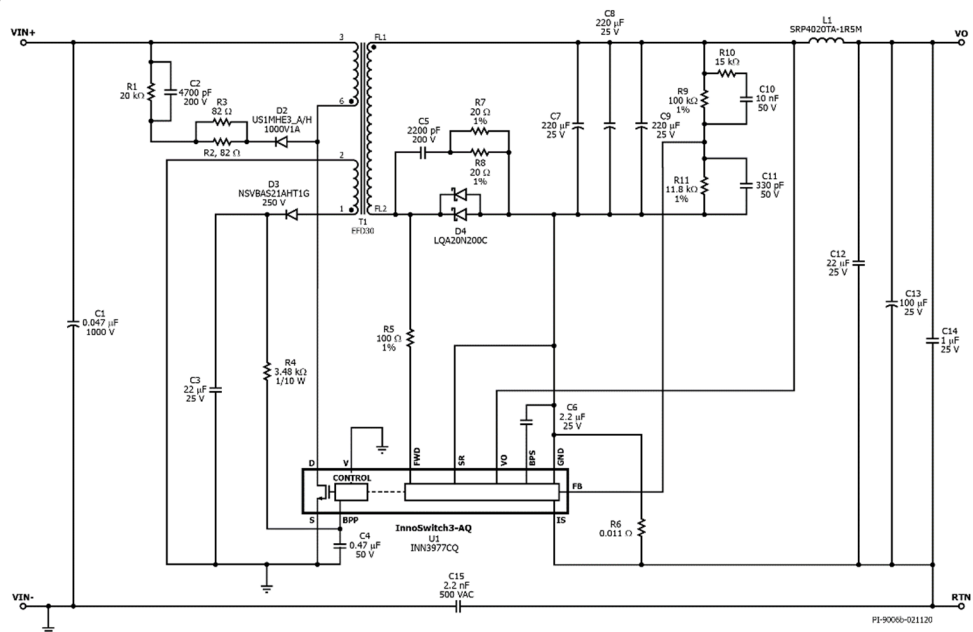 VIN+
3
FL1
C8
220 µF
25 V
L1
SRP4020TA-1R5M
VO
R1
20 kΩ
C2
4700 pF
200 V
R3
82 Ω
R2, 82 Ω
D2
US1MHE3_A/H
1000V1A
6
2
1
D3
NSVBAS21AHT1G
250 V
T1
EFD30
FL2
C5
2200 pF
200 V
R7
20 Ω
1%
R8
20 Ω
1%
D4
LQA20N200C
C7
220 µF
25 V
C9
220 µF
25 V
R9
100 kΩ
1%
R10
15 kΩ
C10
10 nF
50 V
R11
11.8 kΩ
1%
C11
330 pF
50 V
C1
0.047 µF
1000 V
C3
22 µF
25 V
R4
3.48 kΩ
1/10 W
R5
100 Ω
1%
C12
22 µF
25 V
C13
100 µF
25 V
C14
1 µF
25 V
C6
2.2 µF
25 V
D
V
FWD
SR
VO
BPS
GND
CONTROL
FB
S
BPP
IS
InnoSwitch3-AQ
U1
INN3977CQ
C4
0.47 µF
50 V
R6
0.011 Ω
C15
2.2 nF
500 VAC
VIN-
RTN
PI-9006b-021120